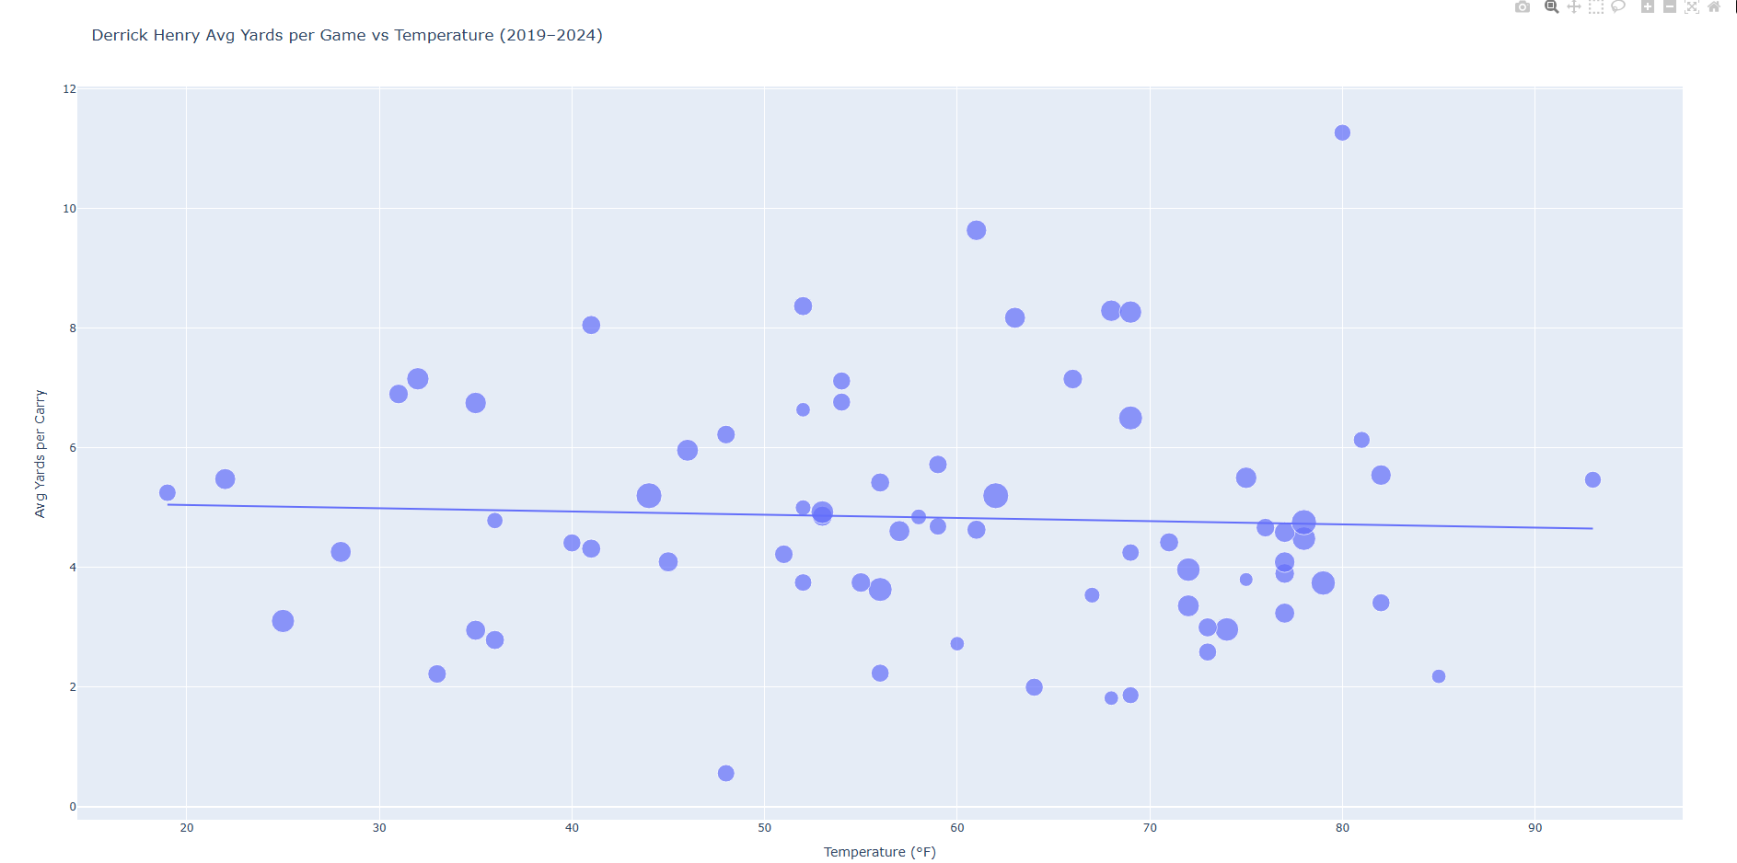 Derrick Henry Avg Yards per Game vs Temperature (2019−2024)
12
10
8
6
4
2
0
Avg Yards per Carry
20 30 40 50 60 70 80 90
Temperature (°F)